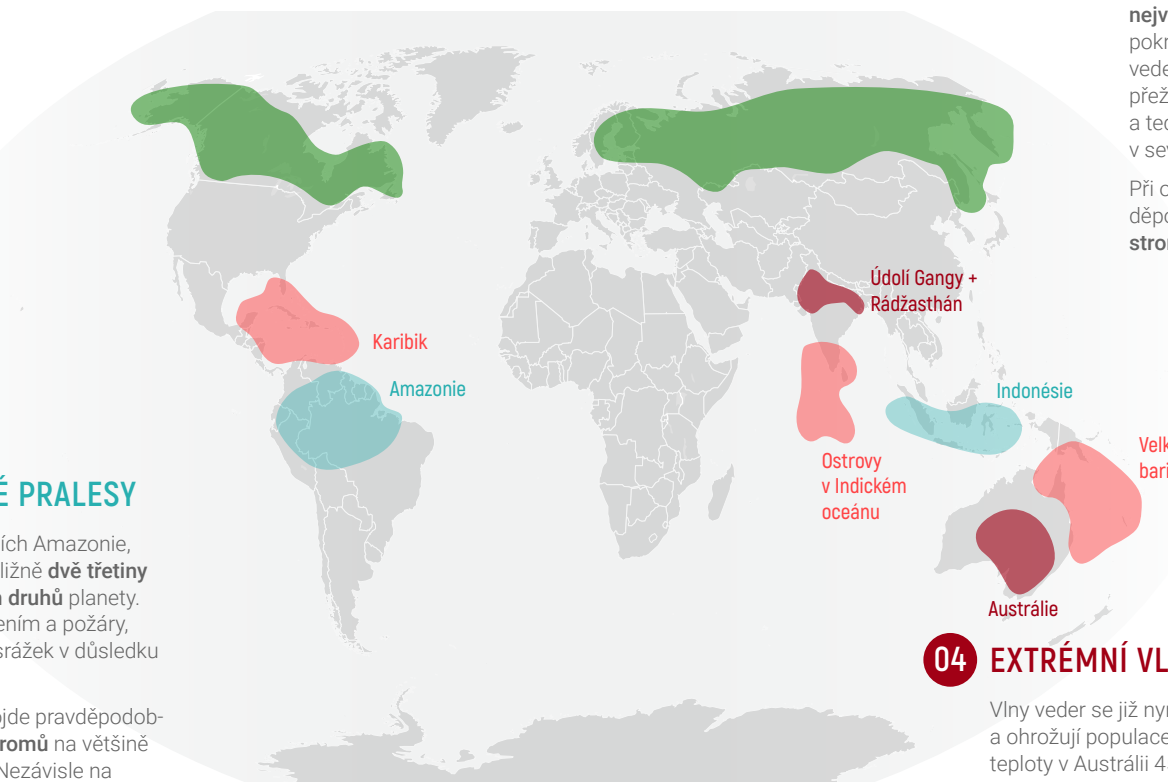 nejv
pokr
vede
přež
a tec
v sev
Při o
děpo
stror
Údolí Gangy +
Rádžasthán
Karibik
Amazonie
Indonésie
Ostrovy
v Indickém
oceánu
Velk
bari
Austrálie
É PRALESY
ích Amazonie,
ližně dvě třetiny
a druhů planety.
ením a požáry,
srážek v důsledku
jde pravděpodob-
romů na většině
Nezávisle na
04 EXTRÉMNÍ VL
Vlny veder se již nyn
a ohrožují populace
teploty v Austrálii 4